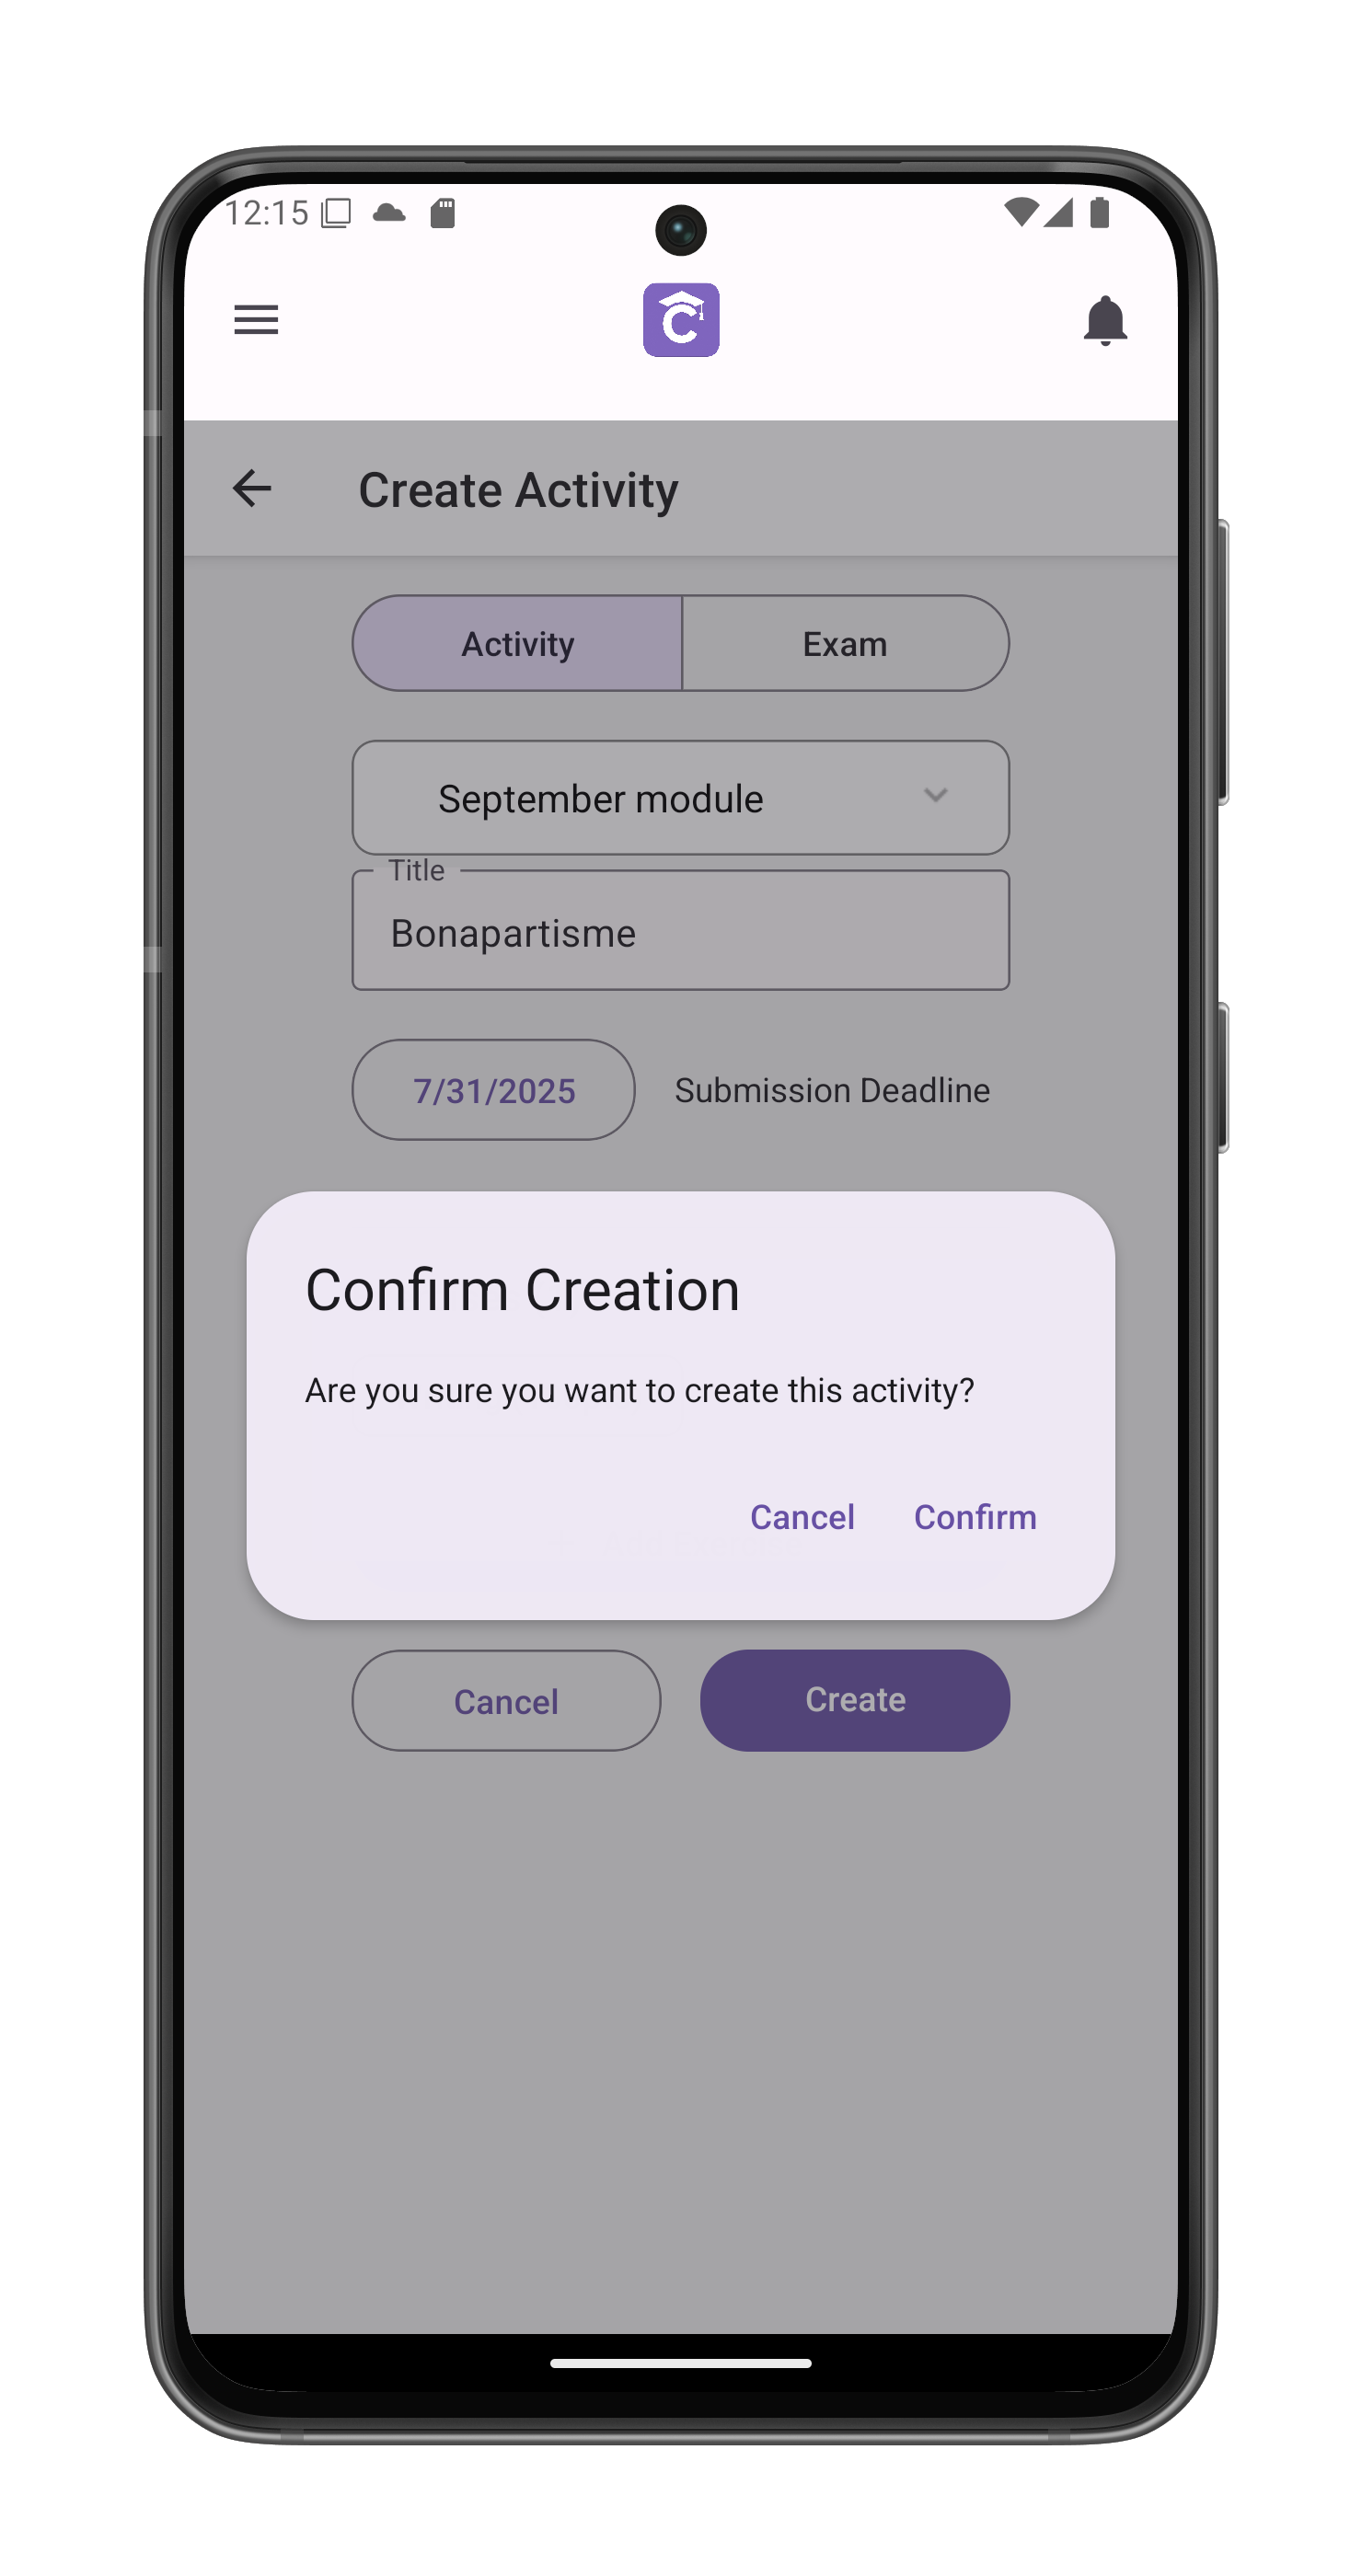 12:15
C
Create Activity
Activity Exam
September module
Title
Bonapartisme
7/31/2025 Submission Deadline
Confirm Creation
Are you sure you want to create this activity?
Cancel Confirm
Cancel Create